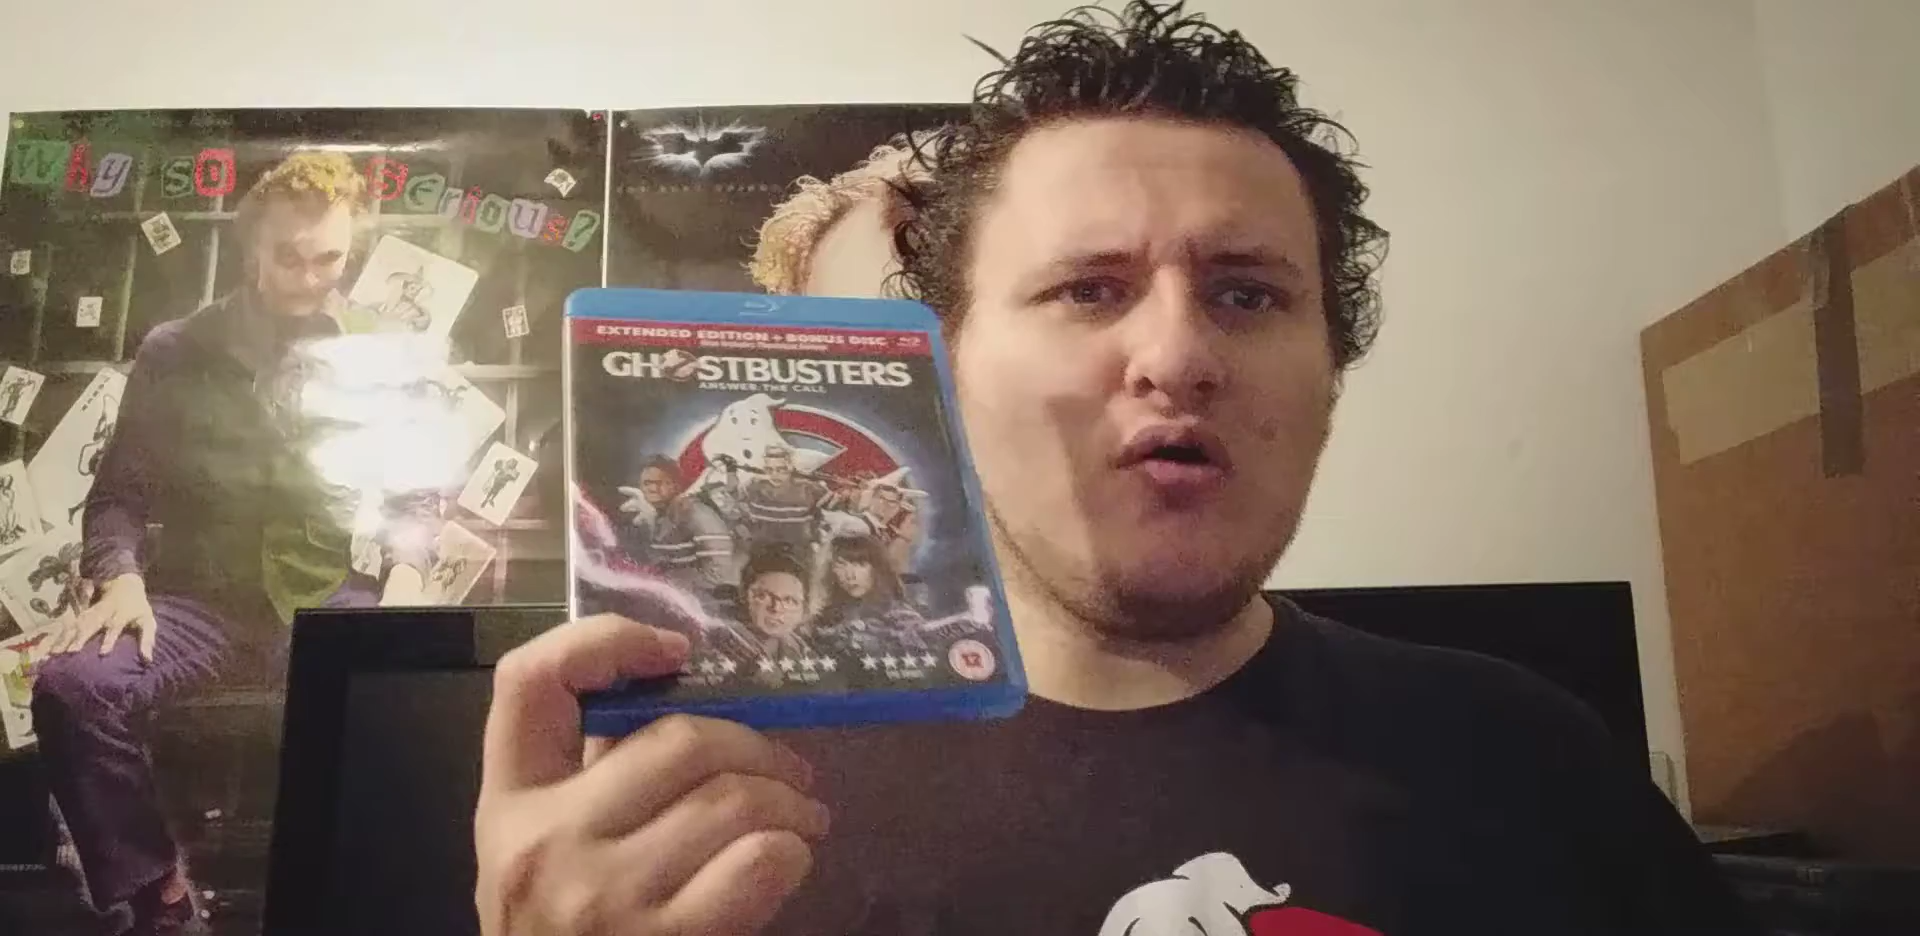 Why So Serious?
EXTENDED EDITION + BONUS DISC
GHOSTBUSTERS
ANSWER THE CALL
12